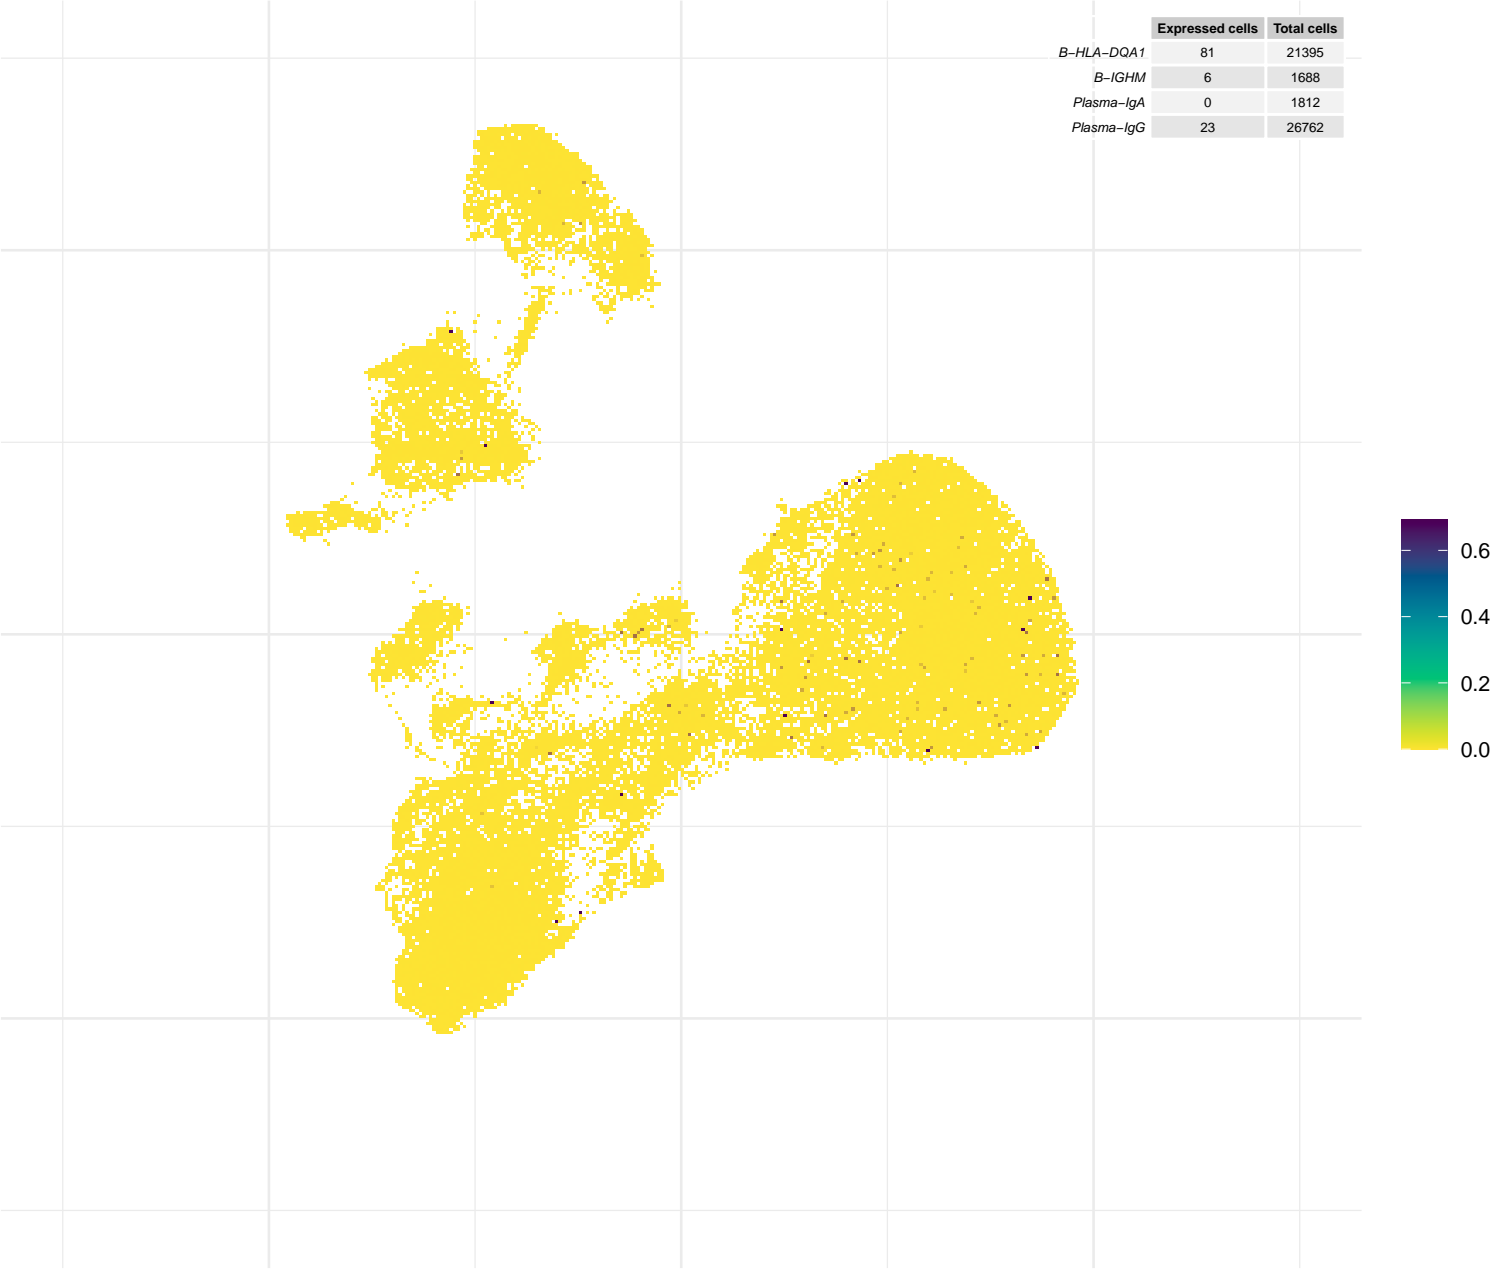 Expressed cells Total cells
B−HLA−DQA1 81 21395
B−IGHM 6 1688
Plasma−IgA 0 1812
Plasma−IgG 23 26762
0.6
0.4
0.2
0.0